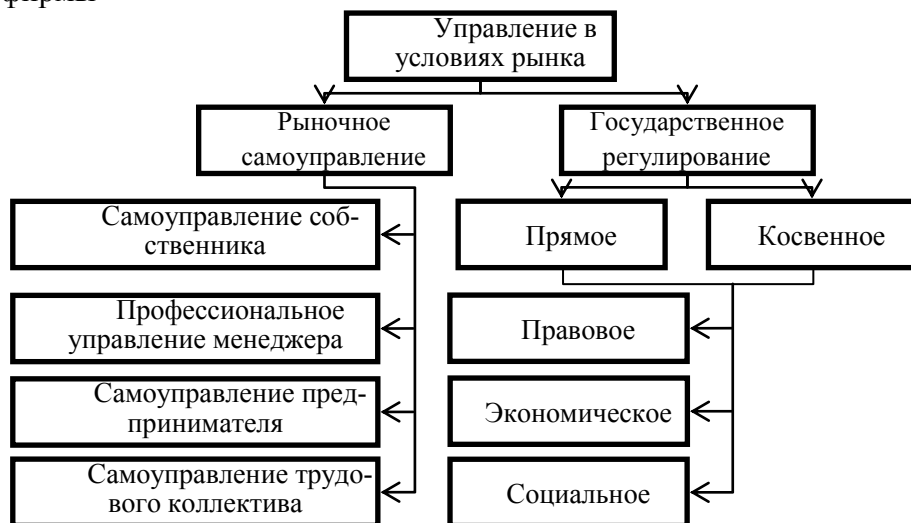 фирмы
Управление в
условиях рынка
Рыночное
самоуправление
Государственное
регулирование
Самоуправление соб-
ственника
Прямое
Косвенное
Профессиональное
управление менеджера
Правовое
Самоуправление пред-
принимателя
Экономическое
Самоуправление трудо-
вого коллектива
Социальное